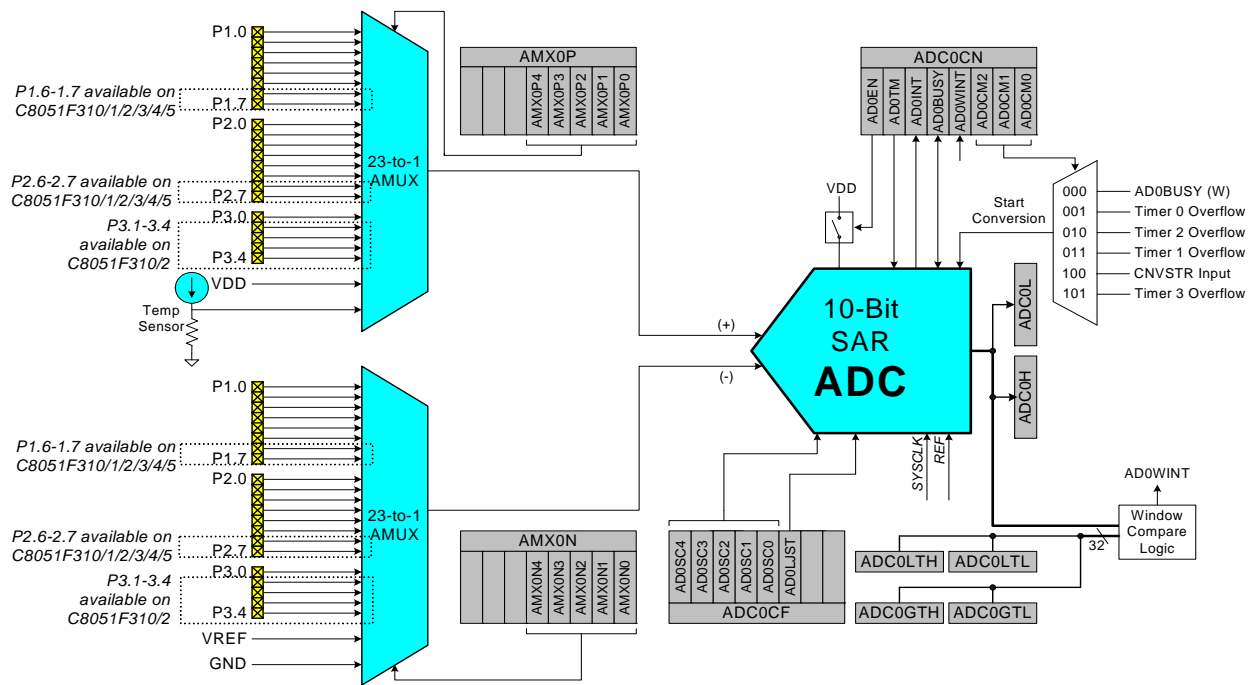 P1.0
P1.6-1.7 available on
C8051F310/1/2/3/4/5
P1.7
P2.0
P2.6-2.7 available on
C8051F310/1/2/3/4/5
P2.7
P3.0
P3.1-3.4
available on
C8051F310/2
P3.4
VDD
Temp
Sensor
23-to-1
AMUX
AMX0P
AMX0P4
AMX0P3
AMX0P2
AMX0P1
AMX0P0
ADC0CN
AD0EN
AD0TM
AD0INT
AD0BUSY
AD0WINT
AD0CM2
AD0CM1
AD0CM0
VDD
Start
Conversion
000
AD0BUSY (W)
001
Timer 0 Overflow
010
Timer 2 Overflow
011
Timer 1 Overflow
100
CNVSTR Input
101
Timer 3 Overflow
(+)
(-)
10-Bit
SAR
ADC
ADC0L
ADC0H
SYSCLK
REF
P1.0
P1.6-1.7 available on
C8051F310/1/2/3/4/5
P1.7
P2.0
P2.6-2.7 available on
C8051F310/1/2/3/4/5
P2.7
P3.0
P3.1-3.4
available on
C8051F310/2
P3.4
VREF
GND
23-to-1
AMUX
AMX0N
AMX0N4
AMX0N3
AMX0N2
AMX0N1
AMX0N0
AD0SC4
AD0SC3
AD0SC2
AD0SC1
AD0SC0
AD0LJST
ADC0CF
AD0WINT
Window
Compare
Logic
32
ADC0LTH
ADC0LTL
ADC0GTH
ADC0GTL